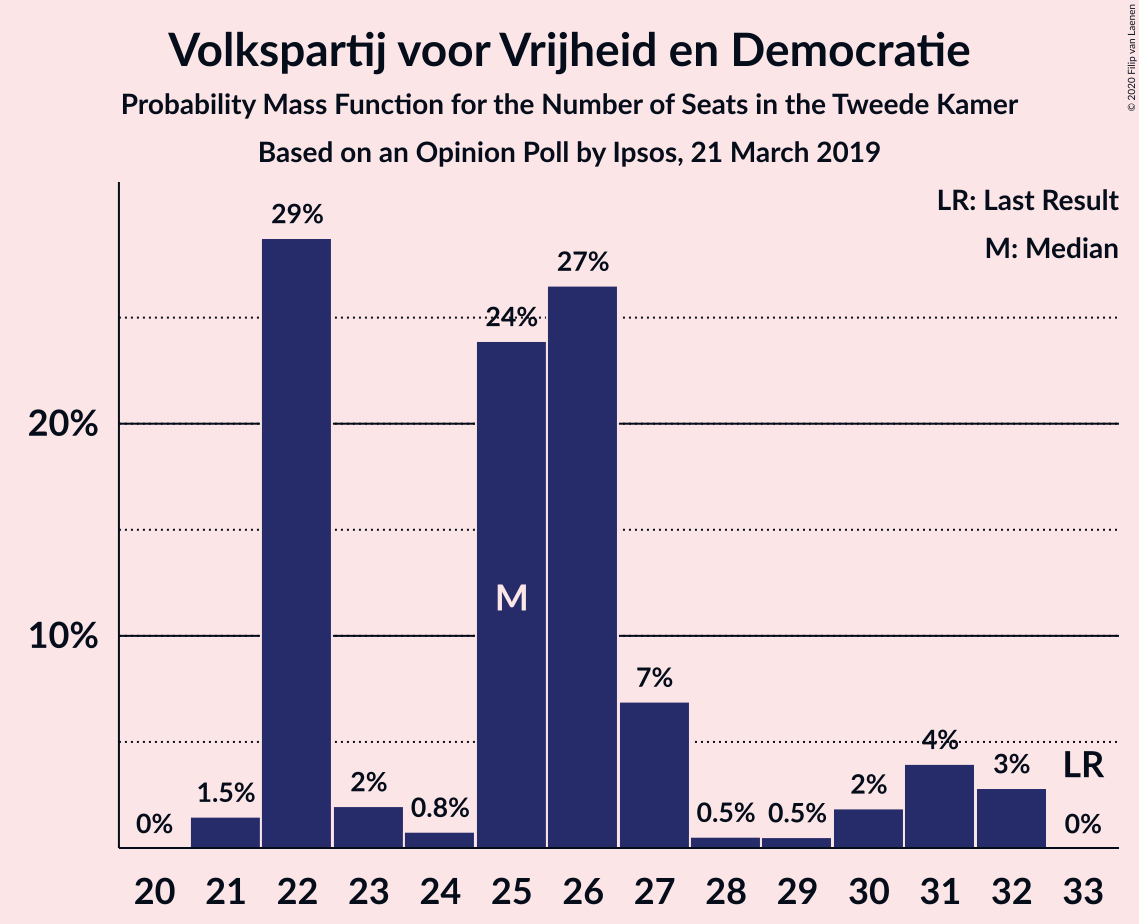 Volkspartij voor Vrijheid en Democratie
Probability Mass Function for the Number of Seats in the Tweede Kamer
Based on an Opinion Poll by Ipsos, 21 March 2019
© 2020 Filip van Laenen
LR: Last Result
M: Median
20%
10%
0%
1.5%
29%
2%
0.8%
24%
27%
7%
0.5%
0.5%
2%
4%
3%
0%
M
LR
20 21 22 23 24 25 26 27 28 29 30 31 32 33